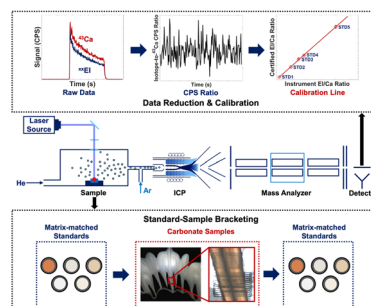 Signal (CPS)
43Ca
xxEl
Time (s)
Raw Data
Isotope-to-43Ca CPS Ratio
Time (s)
CPS Ratio
Certified El/Ca Ratio
STD1
STD2
STD3
STD4
STD5
Instrument El/Ca Ratio
Calibration Line
Data Reduction & Calibration
Laser
Source
He
Sample
Ar
ICP
Mass Analyzer
Detect
Standard-Sample Bracketing
Matrix-matched
Standards
Carbonate Samples
Matrix-matched
Standards